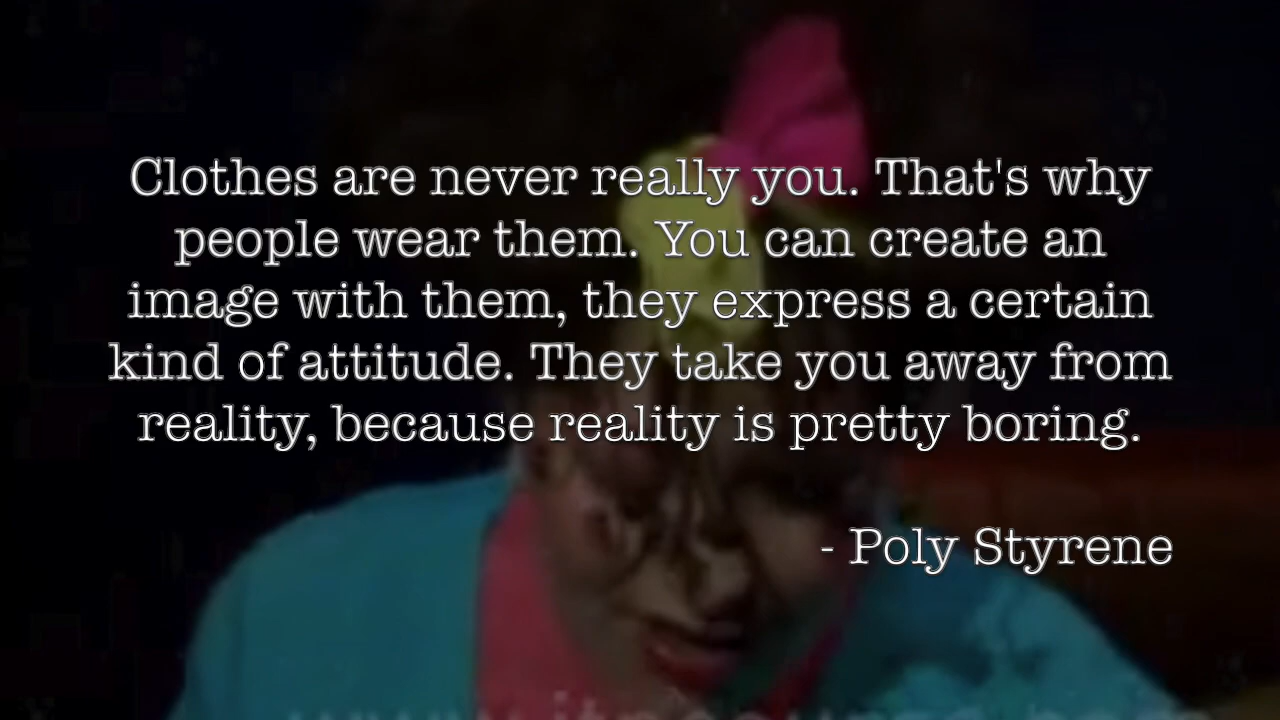 Clothes are never really you. That's why
people wear them. You can create an
image with them, they express a certain
kind of attitude. They take you away from
reality, because reality is pretty boring.
- Poly Styrene